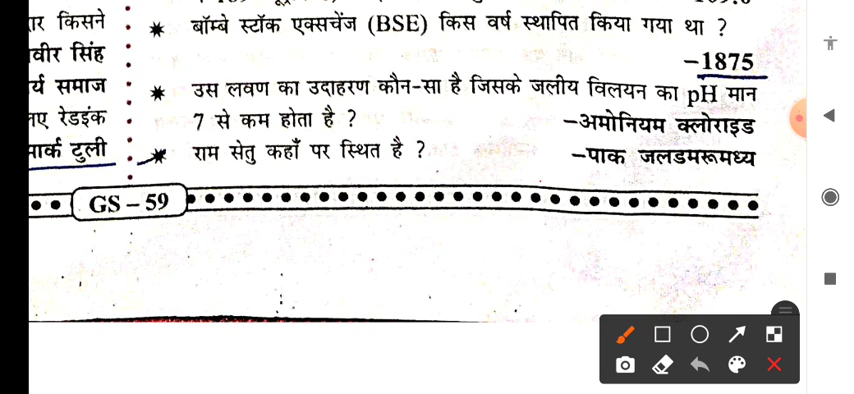 किसने
वीर सिंह
समाज
रेडइंक
मार्क टुली
✶ बॉम्बे स्टॉक एक्सचेंज (BSE) किस वर्ष स्थापित किया गया था ?
–1875
✶ उस लवण का उदाहरण कौन-सा है जिसके जलीय विलयन का pH मान
7 से कम होता है ?
–अमोनियम क्लोराइड
✶ राम सेतु कहाँ पर स्थित है ?
–पाक जलडमरूमध्य
GS – 59